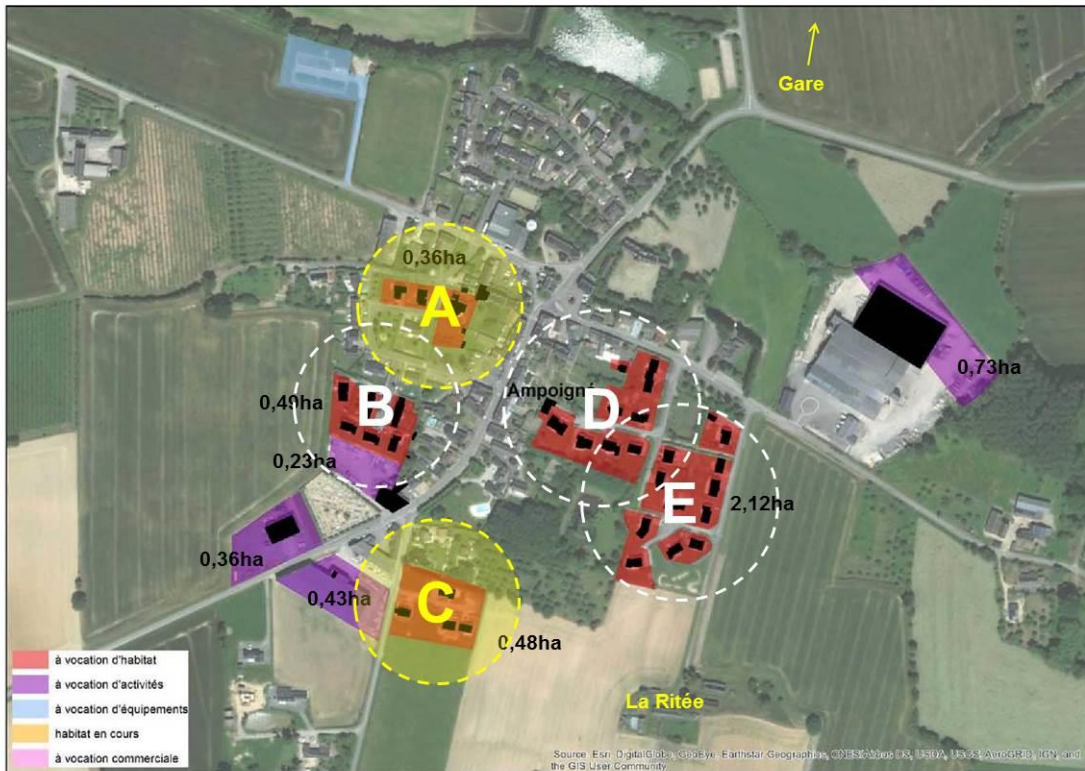 Gare
0,36ha
A
0,49ha
B
Ampoigné
D
0,73ha
0,23ha
E
2,12ha
0,36ha
0,43ha
C
0,48ha
La Ritée
à vocation d'habitat
à vocation d'activités
à vocation d'équipements
habitat en cours
à vocation commerciale
Source: Esri, DigitalGlobe, GeoEye, Earthstar Geographics, CNES/Airbus DS, USDA, USGS, AeroGRID, IGN, and
the GIS User Community